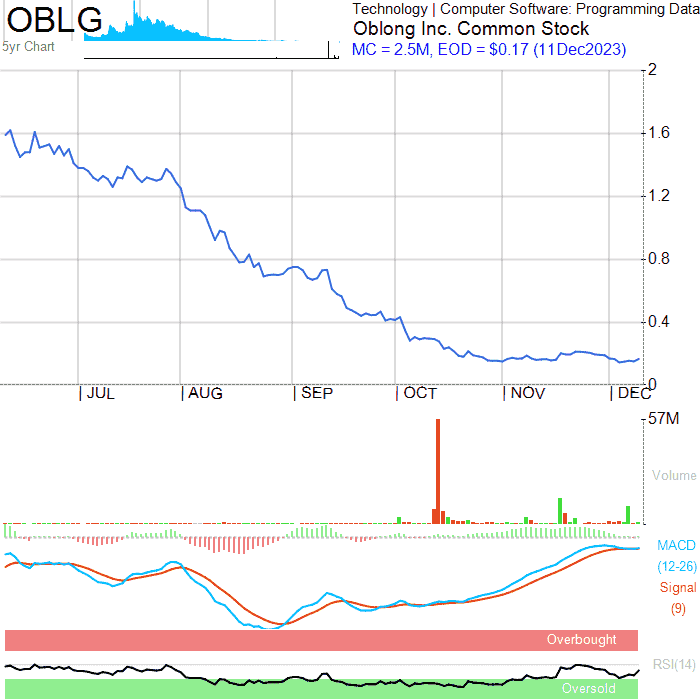 OBLG
Technology | Computer Software: Programming Data
Oblong Inc. Common Stock
5yr Chart
MC = 2.5M, EOD = $0.17 (11Dec2023)
2
1.6
1.2
0.8
0.4
0
JUL AUG SEP OCT NOV DEC
57M
Volume
MACD
(12-26)
Signal
(9)
Overbought
RSI(14)
Oversold